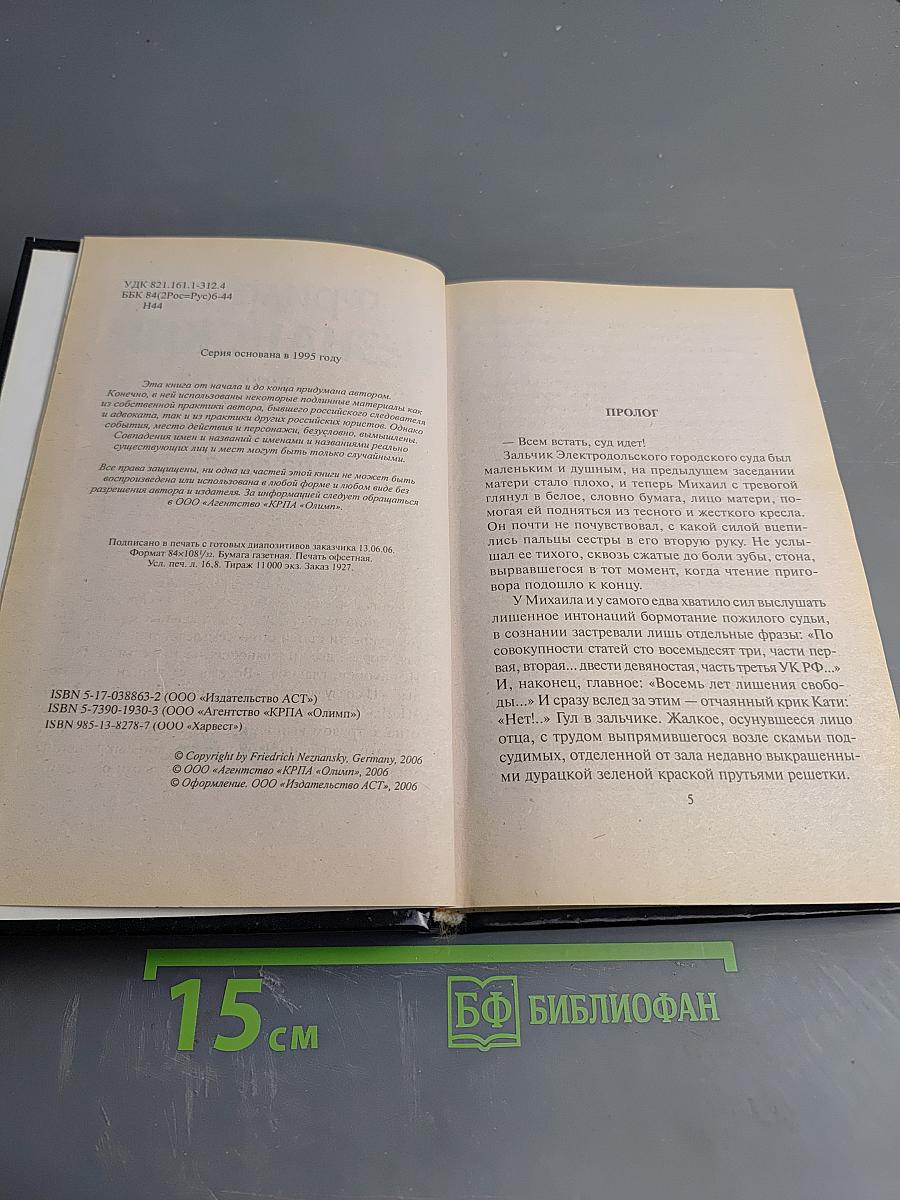 УДК 821.161.1-312.4
ББК 84(2Рос=Рус)6-44
Н44
Серия основана в 1995 году
Эта книга от начала и до конца придумана автором.
Конечно, в ней использованы некоторые подлинные материалы как
из собственной практики автора, бывшего российского следователя
и адвоката, так и из практики других российских юристов. Однако
события, место действия и персонажи, безусловно, вымышлены.
Совпадения имен и названий с именами и названиями реально
существующих лиц и мест могут быть только случайными.
Все права защищены, ни одна из частей этой книги не может быть
воспроизведена или использована в любой форме и любом виде без
разрешения автора и издателя. За информацией следует обращаться
в ООО «Агентство «КРПА «Олимп».
Подписано в печать с готовых диапозитивов заказчика 13.06.06.
Формат 84×108¹/₃₂. Бумага газетная. Печать офсетная.
Усл. печ. л. 16,8. Тираж 11 000 экз. Заказ 1927.
ISBN 5-17-038863-2 (ООО «Издательство АСТ»)
ISBN 5-7390-1930-3 (ООО «Агентство «КРПА «Олимп»)
ISBN 985-13-8278-7 (ООО «Харвест»)
© Copyright by Friedrich Neznansky, Germany, 2006
© ООО «Агентство «КРПА «Олимп», 2006
© Оформление. ООО «Издательство АСТ», 2006
ПРОЛОГ
— Всем встать, суд идет!
Зальчик Электродольского городского суда был
маленьким и душным, на предыдущем заседании
матери стало плохо, и теперь Михаил с тревогой
глянул в белое, словно бумага, лицо матери, по-
могая ей подняться из тесного и жесткого кресла.
Он почти не почувствовал, с какой силой вцепи-
лись пальцы сестры в его вторую руку. Не услы-
шал ее тихого, сквозь сжатые до боли зубы, стона,
вырвавшегося в тот момент, когда чтение приго-
вора подошло к концу.
У Михаила и у самого едва хватило сил выслушать
лишенное интонаций бормотание пожилого судьи,
в сознании застревали лишь отдельные фразы: «По
совокупности статей сто восемьдесят три, части пер-
вая, вторая... двести девяностая, часть третья УК РФ...»
И, наконец, главное: «Восемь лет лишения свобо-
ды...» И сразу вслед за этим — отчаянный крик Кати:
«Нет!..» Гул в зальчике. Жалкое, осунувшееся лицо
отца, с трудом выпрямившегося возле скамьи под-
судимых, отделенной от зала недавно выкрашенны-
ми дурацкой зеленой краской прутьями решетки.
5
15 см
БФ БИБЛИОФАН